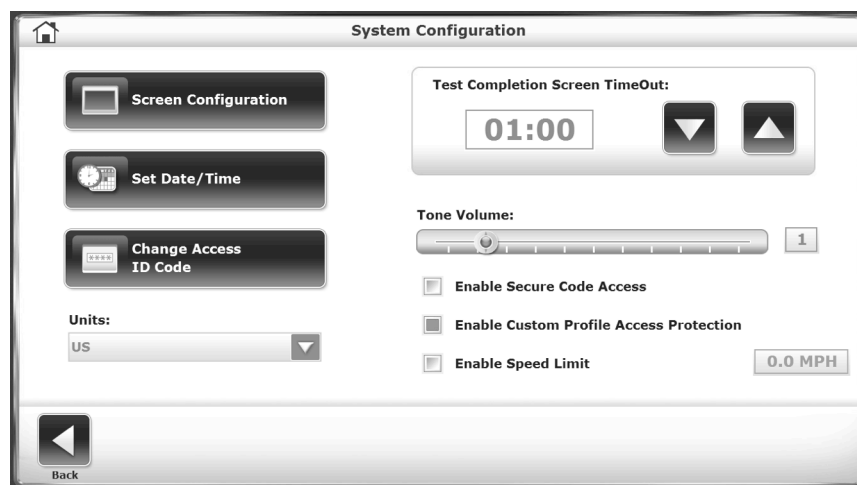 System Configuration
Screen Configuration
Set Date/Time
Change Access
ID Code
Units:
US
Test Completion Screen TimeOut:
01:00
Tone Volume:
1
Enable Secure Code Access
Enable Custom Profile Access Protection
Enable Speed Limit
0.0 MPH
Back